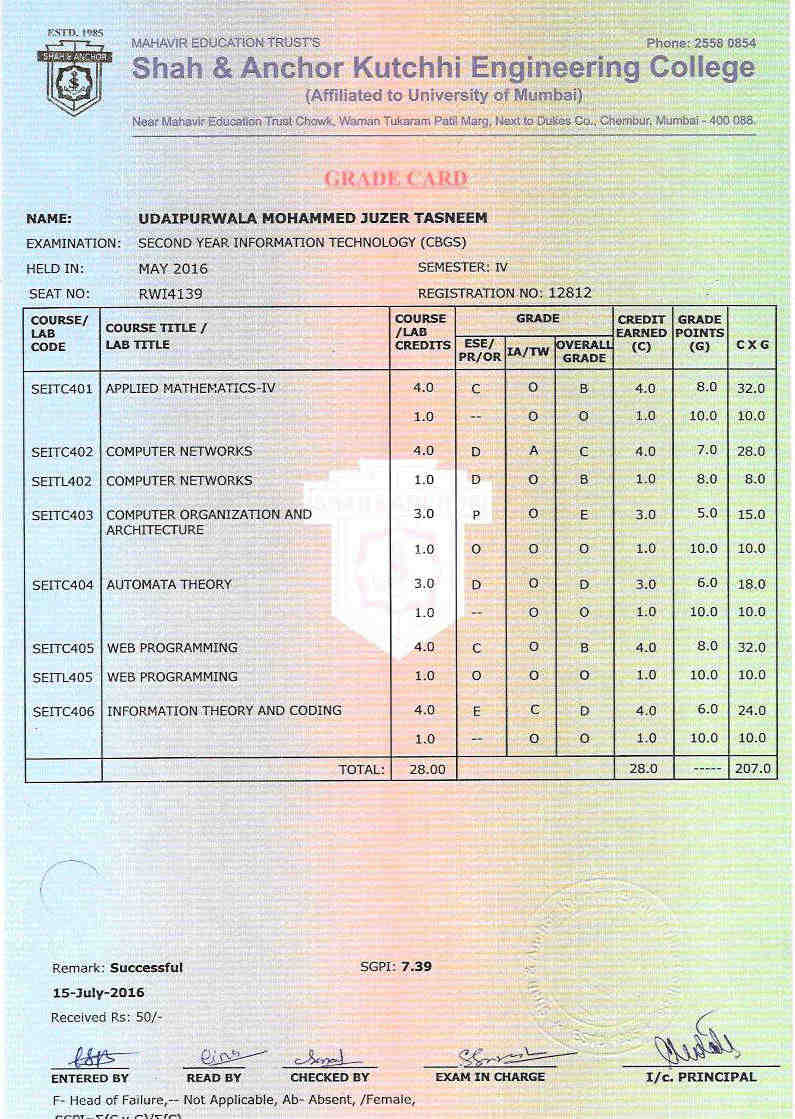 ESTD. 1985
SHAH & ANCHOR
MAHAVIR EDUCATION TRUST'S
Phone: 2558 0854
Shah & Anchor Kutchhi Engineering College
(Affiliated to University of Mumbai)
Near Mahavir Education Trust Chowk, Waman Tukaram Patil Marg, Next to Dukes Co., Chembur, Mumbai - 400 088.
GRADE CARD
NAME: UDAIPURWALA MOHAMMED JUZER TASNEEM
EXAMINATION: SECOND YEAR INFORMATION TECHNOLOGY (CBGS)
HELD IN: MAY 2016 SEMESTER: IV
SEAT NO: RWI4139 REGISTRATION NO: 12812
COURSE/ LAB CODE COURSE TITLE / LAB TITLE COURSE /LAB CREDITS GRADE ESE/ PR/OR IA/TW OVERALL GRADE CREDIT EARNED (C) GRADE POINTS (G) C X G
SEITC401 APPLIED MATHEMATICS-IV 4.0 C O B 4.0 8.0 32.0
1.0 -- O O 1.0 10.0 10.0
SEITC402 COMPUTER NETWORKS 4.0 D A C 4.0 7.0 28.0
SEITL402 COMPUTER NETWORKS 1.0 D O B 1.0 8.0 8.0
SEITC403 COMPUTER ORGANIZATION AND 3.0 P O E 3.0 5.0 15.0
ARCHITECTURE
1.0 O O O 1.0 10.0 10.0
SEITC404 AUTOMATA THEORY 3.0 D O D 3.0 6.0 18.0
1.0 -- O O 1.0 10.0 10.0
SEITC405 WEB PROGRAMMING 4.0 C O B 4.0 8.0 32.0
SEITL405 WEB PROGRAMMING 1.0 O O O 1.0 10.0 10.0
SEITC406 INFORMATION THEORY AND CODING 4.0 E C D 4.0 6.0 24.0
1.0 -- O O 1.0 10.0 10.0
TOTAL: 28.00 28.0 ----- 207.0
Remark: Successful SGPI: 7.39
15-July-2016
Received Rs: 50/-
ENTERED BY READ BY CHECKED BY EXAM IN CHARGE I/c. PRINCIPAL
F- Head of Failure,-- Not Applicable, Ab- Absent, /Female,